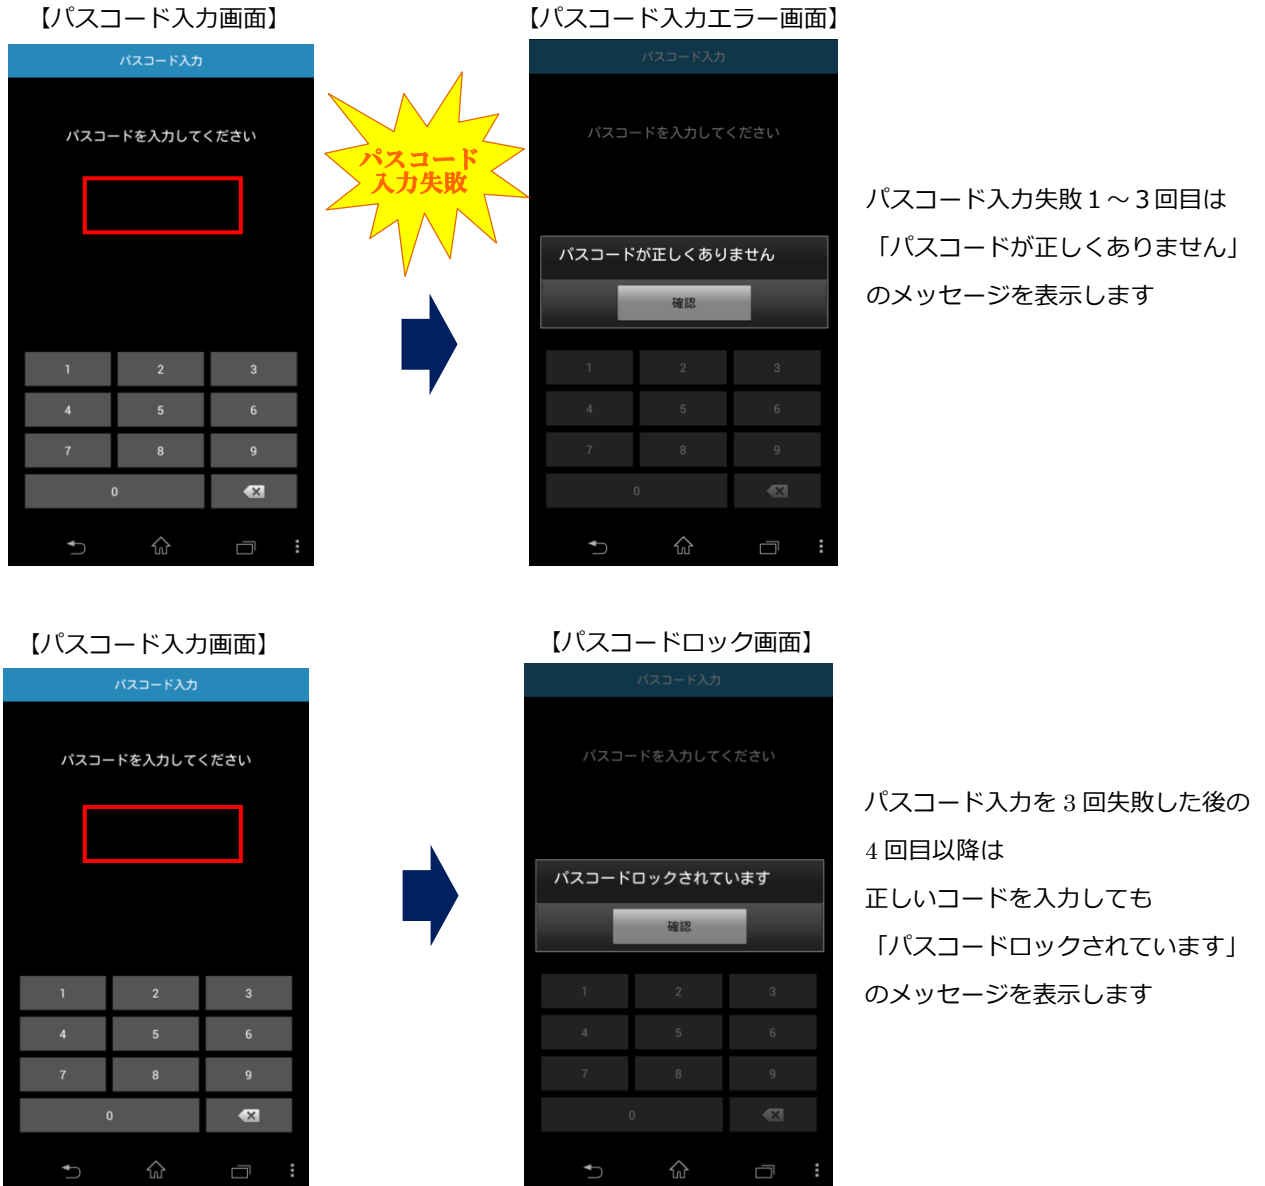 【パスコード入力画面】
パスコード入力
パスコードを入力してください
1 2 3
4 5 6
7 8 9
0
パスコード
入力失敗
【パスコード入力エラー画面】
パスコード入力
パスコードを入力してください
パスコードが正しくありません
確認
1 2 3
4 5 6
7 8 9
0
パスコード入力失敗１～３回目は
「パスコードが正しくありません」
のメッセージを表示します
【パスコード入力画面】
パスコード入力
パスコードを入力してください
1 2 3
4 5 6
7 8 9
0
【パスコードロック画面】
パスコード入力
パスコードを入力してください
パスコードロックされています
確認
1 2 3
4 5 6
7 8 9
0
パスコード入力を 3 回失敗した後の
4 回目以降は
正しいコードを入力しても
「パスコードロックされています」
のメッセージを表示します